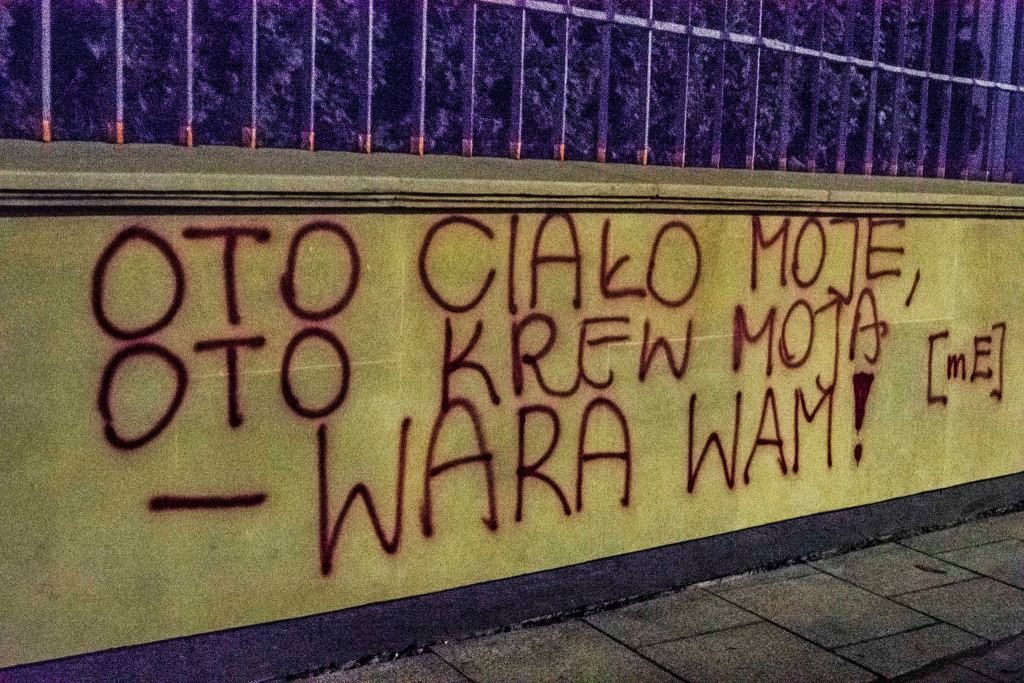 OTO CIAŁO MOJE,
OTO KREW MOJA [mE]
— WARA WAM!